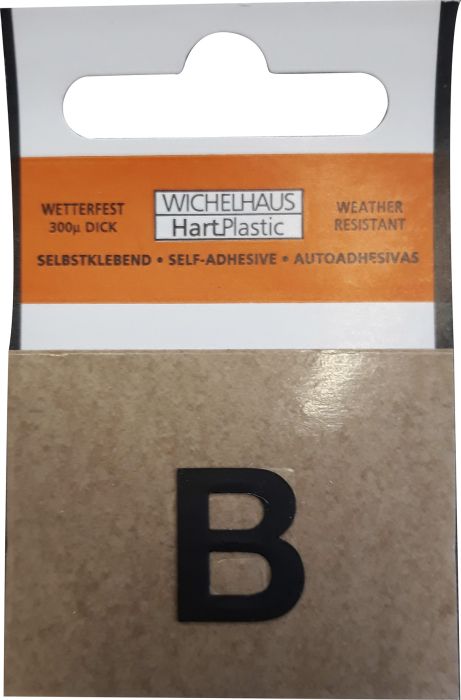 WETTERFEST
300µ DICK
WICHELHAUS
HartPlastic
WEATHER
RESISTANT
SELBSTKLEBEND • SELF-ADHESIVE • AUTOADHESIVAS
B